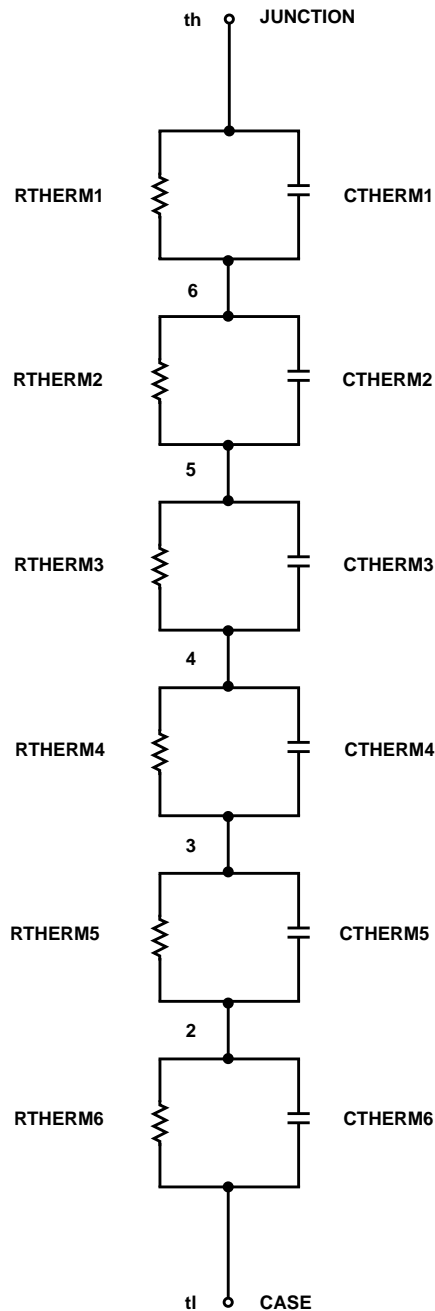 th JUNCTION
RTHERM1 CTHERM1
6
RTHERM2 CTHERM2
5
RTHERM3 CTHERM3
4
RTHERM4 CTHERM4
3
RTHERM5 CTHERM5
2
RTHERM6 CTHERM6
tl CASE